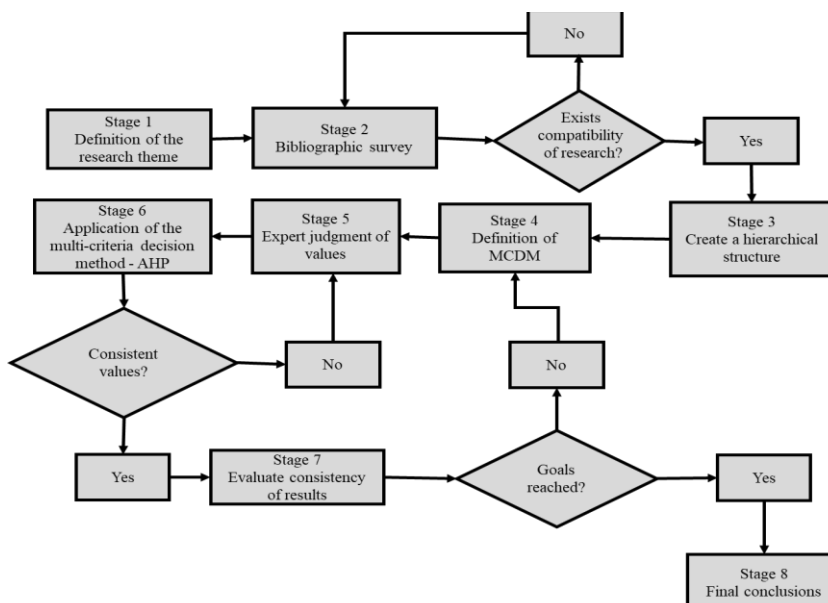 No
Stage 1
Definition of the
research theme
Stage 2
Bibliographic survey
Exists
compatibility
of research?
Yes
Stage 6
Application of the
multi-criteria decision
method - AHP
Stage 5
Expert judgment of
values
Stage 4
Definition of
MCDM
Stage 3
Create a hierarchical
structure
Consistent
values?
No
No
Yes
Stage 7
Evaluate consistency
of results
Goals
reached?
Yes
Stage 8
Final conclusions